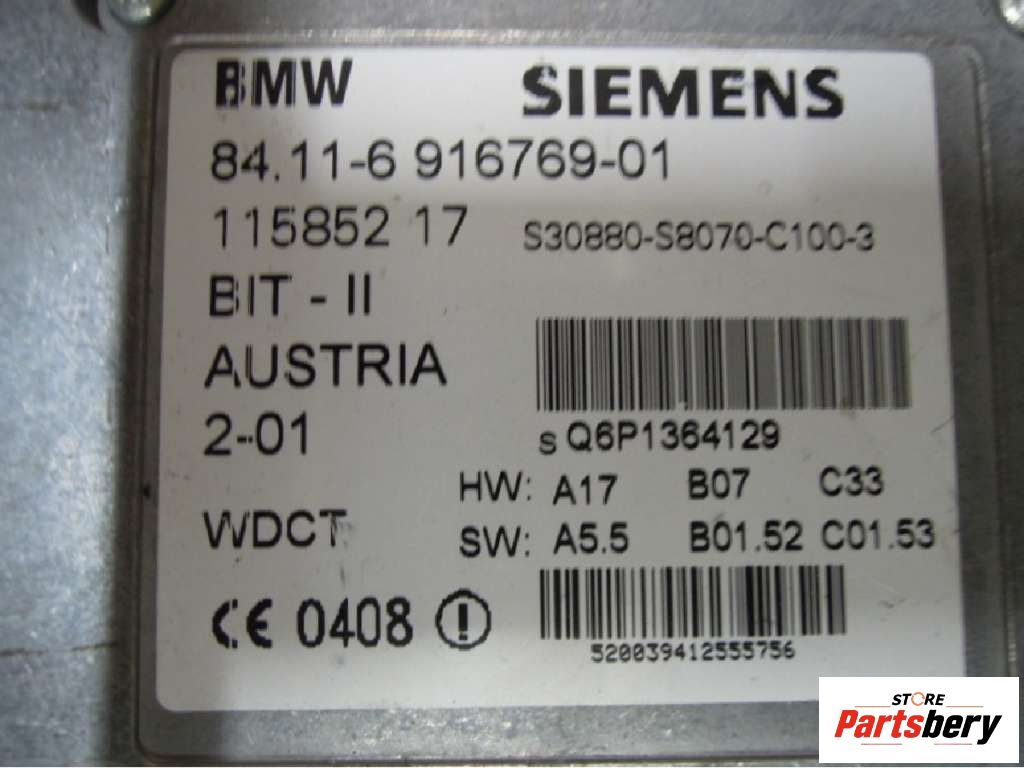 BMW SIEMENS
84.11-6 916769-01
115852 17 S30880-S8070-C100-3
BIT - II
AUSTRIA
2-01 S Q6P1364129
HW: A17 B07 C33
WDCT SW: A5.5 B01.52 C01.53
CE 0408
520039412555756
STORE
Partsbery